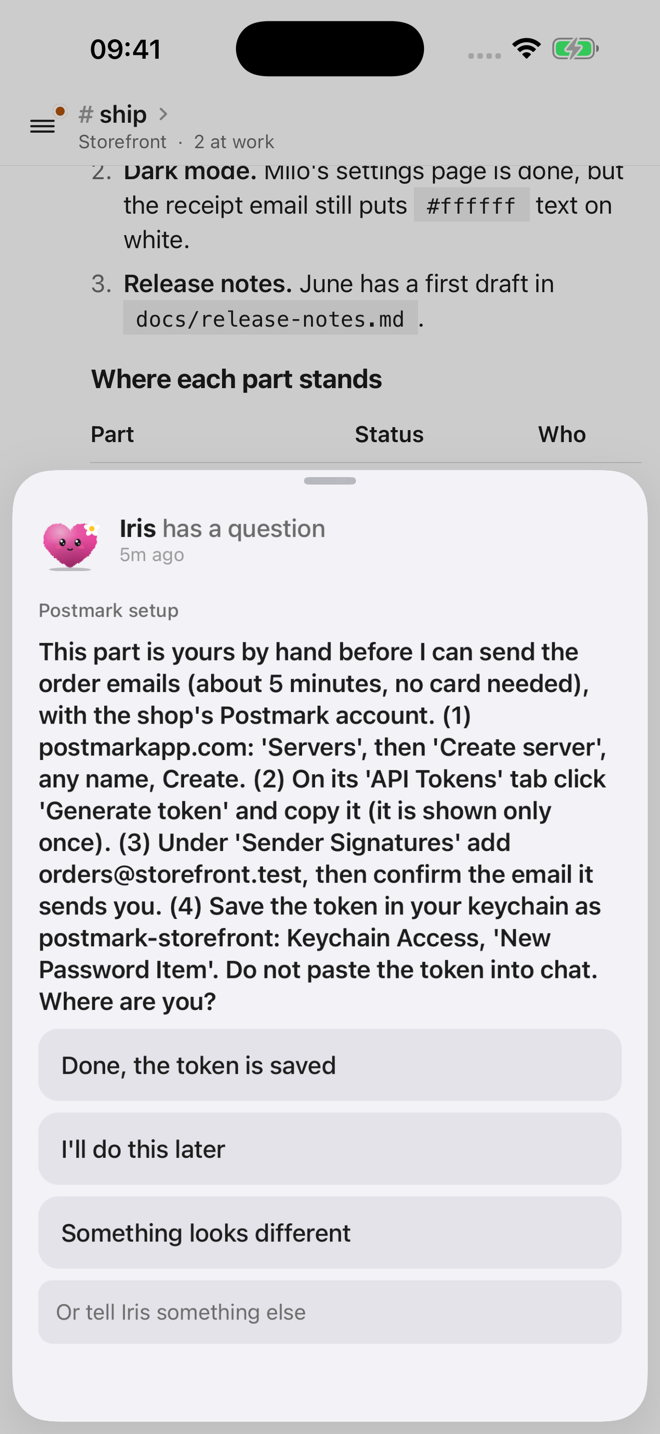 09:41
# ship
Storefront · 2 at work
2. Dark mode. Milo's settings page is done, but
the receipt email still puts #ffffff text on
white.
3. Release notes. June has a first draft in
docs/release-notes.md .
Where each part stands
Part Status Who
Iris has a question
5m ago
Postmark setup
This part is yours by hand before I can send the
order emails (about 5 minutes, no card needed),
with the shop's Postmark account. (1)
postmarkapp.com: 'Servers', then 'Create server',
any name, Create. (2) On its 'API Tokens' tab click
'Generate token' and copy it (it is shown only
once). (3) Under 'Sender Signatures' add
orders@storefront.test, then confirm the email it
sends you. (4) Save the token in your keychain as
postmark-storefront: Keychain Access, 'New
Password Item'. Do not paste the token into chat.
Where are you?
Done, the token is saved
I'll do this later
Something looks different
Or tell Iris something else